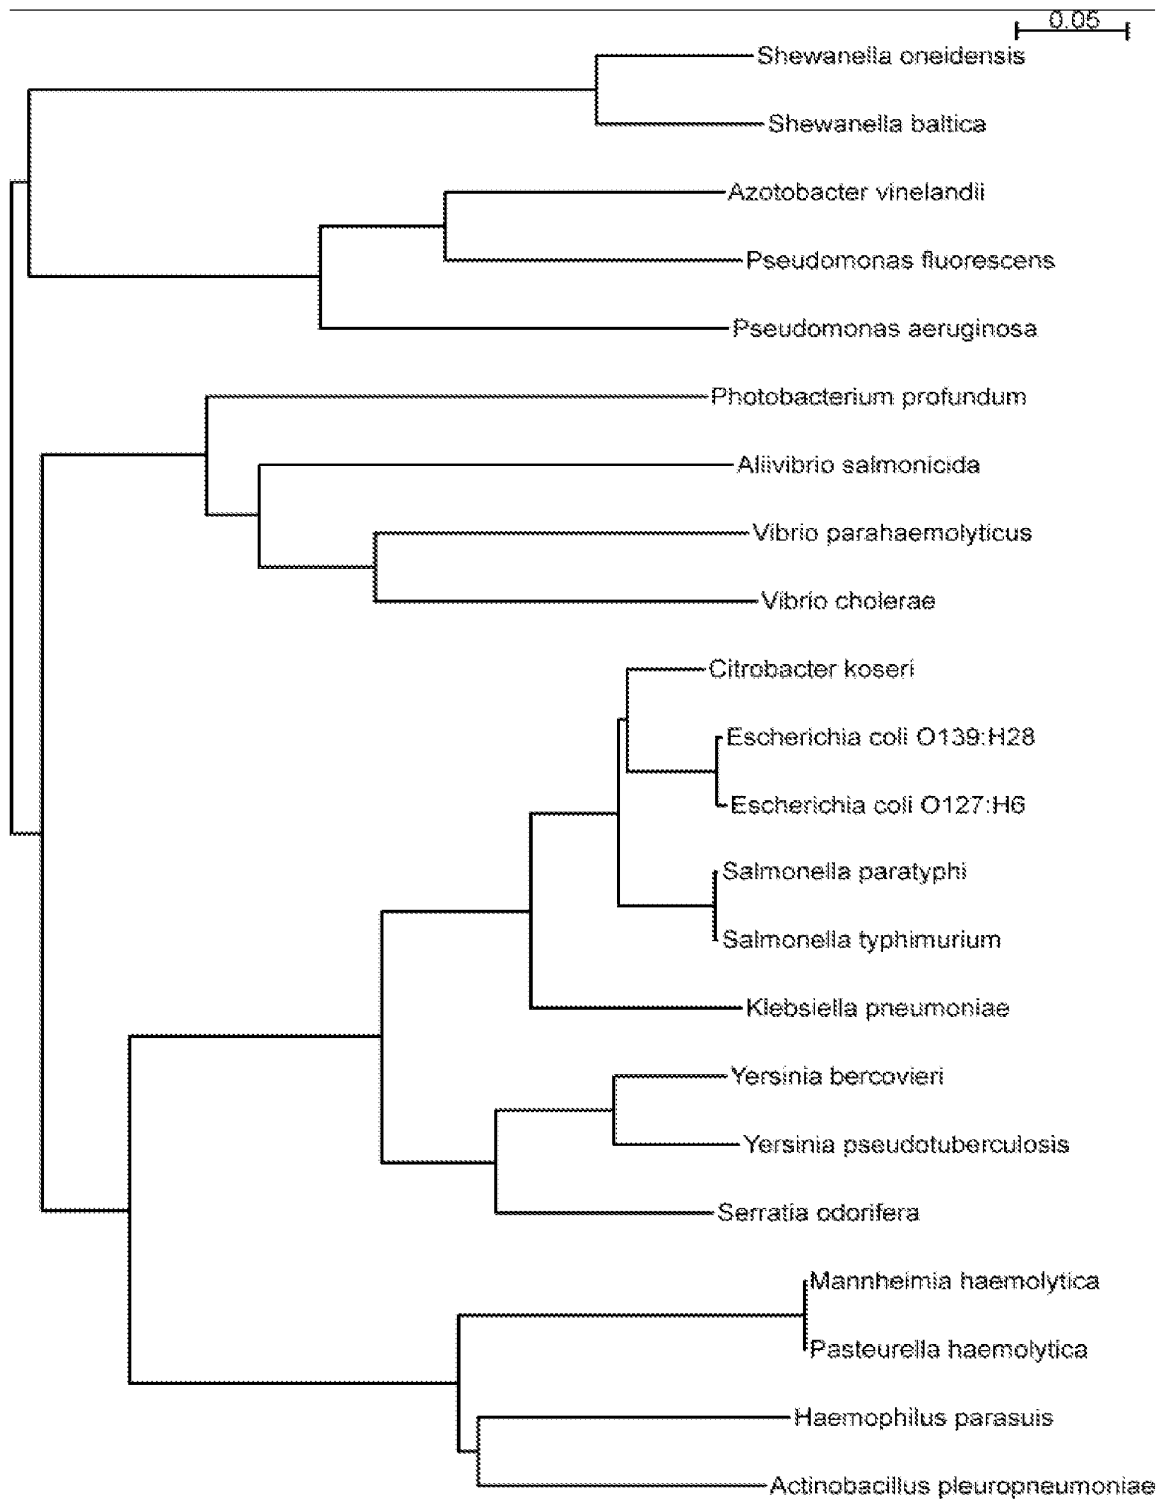 0.05
Shewanella oneidensis
Shewanella baltica
Azotobacter vinelandii
Pseudomonas fluorescens
Pseudomonas aeruginosa
Photobacterium profundum
Aliivibrio salmonicida
Vibrio parahaemolyticus
Vibrio cholerae
Citrobacter koseri
Escherichia coli O139:H28
Escherichia coli O127:H6
Salmonella paratyphi
Salmonella typhimurium
Klebsiella pneumoniae
Yersinia bercovieri
Yersinia pseudotuberculosis
Serratia odorifera
Mannheimia haemolytica
Pasteurella haemolytica
Haemophilus parasuis
Actinobacillus pleuropneumoniae